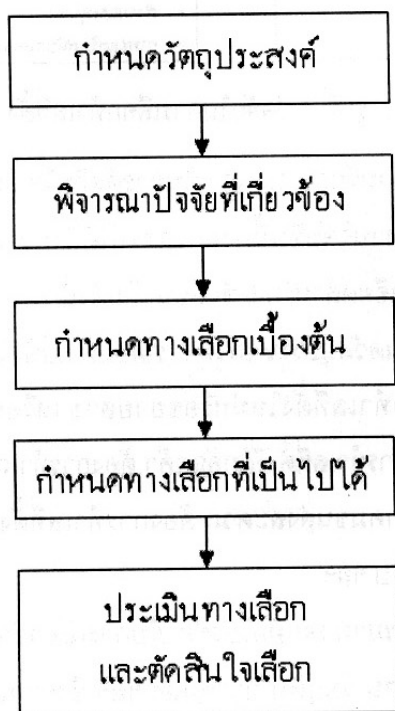 กำหนดวัตถุประสงค์
พิจารณาปัจจัยที่เกี่ยวข้อง
กำหนดทางเลือกเบื้องต้น
กำหนดทางเลือกที่เป็นไปได้
ประเมินทางเลือก
และตัดสินใจเลือก